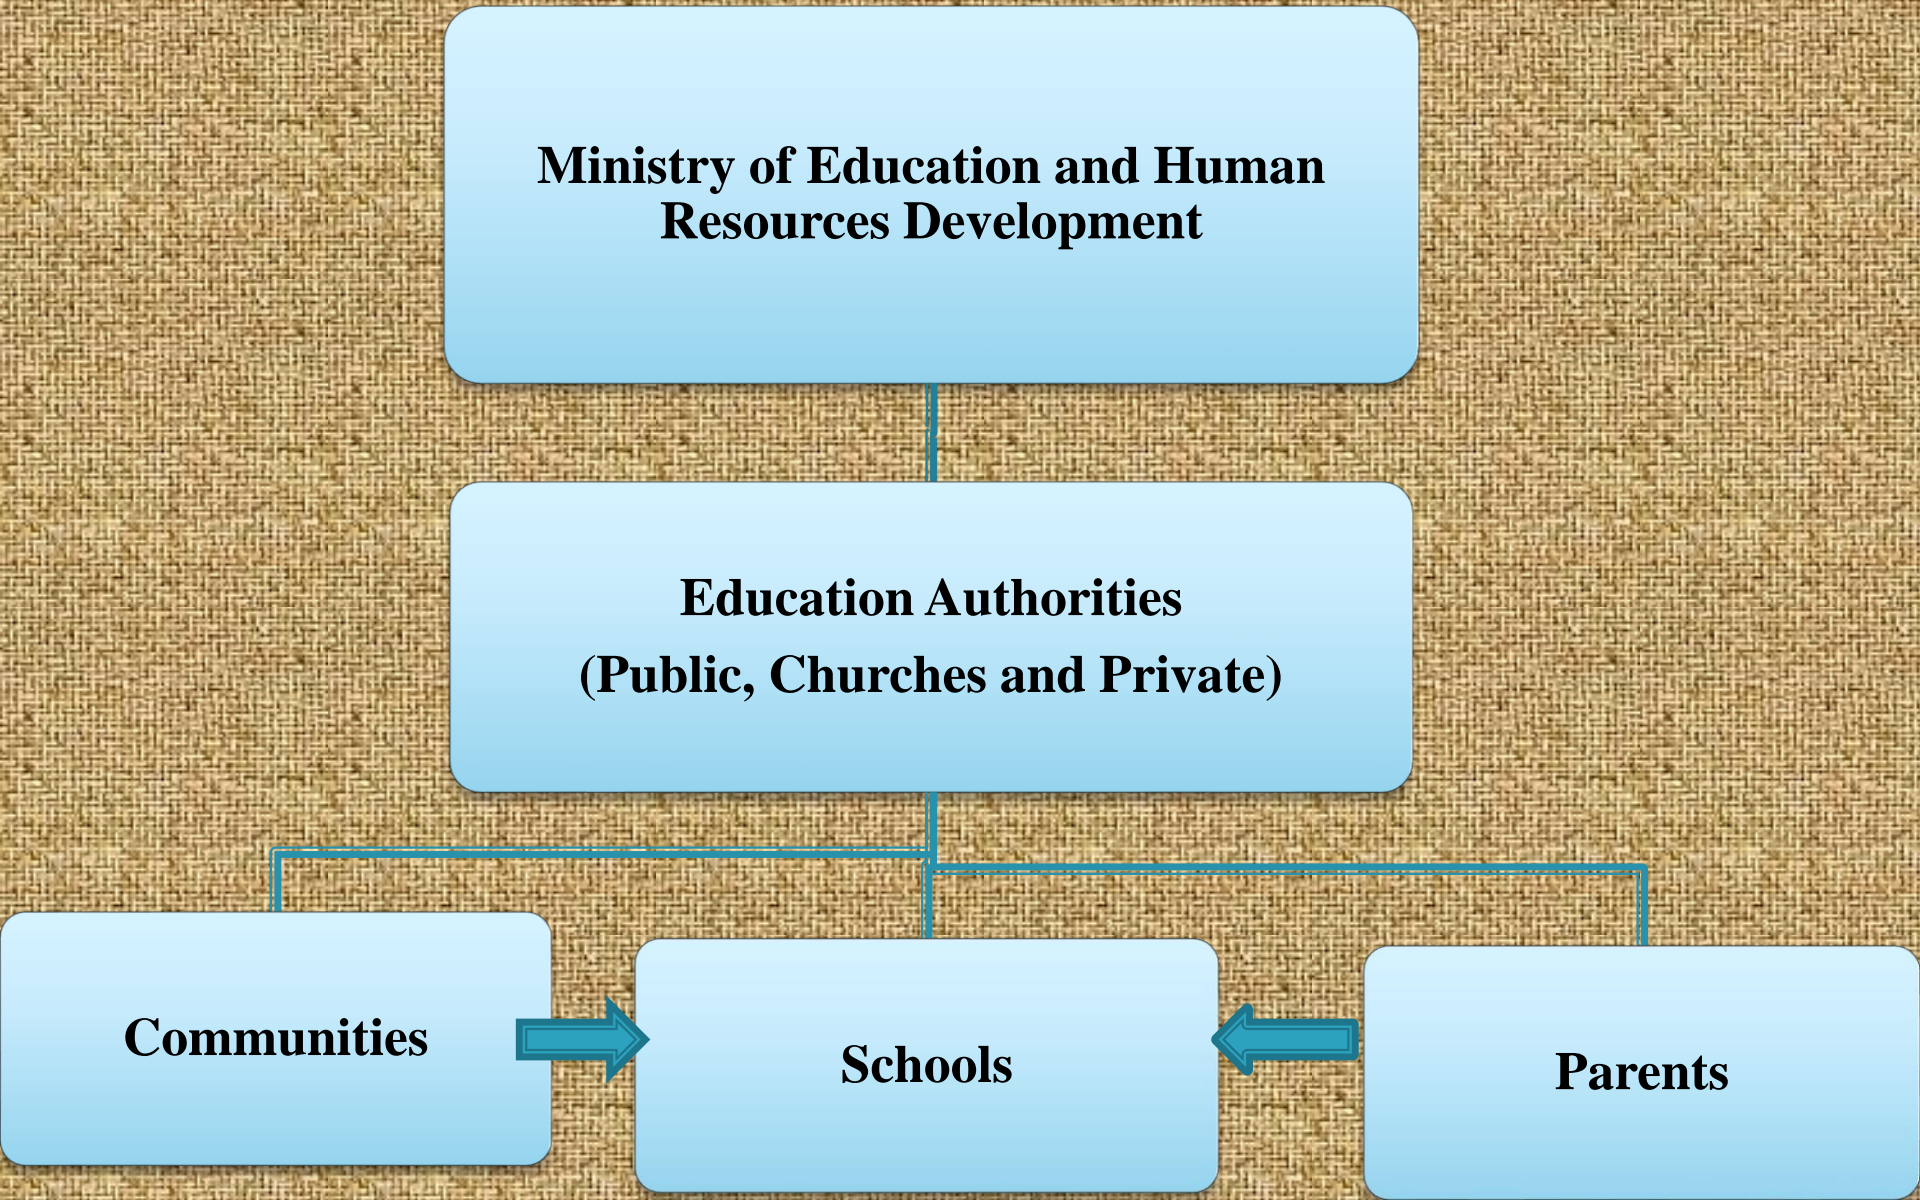 Ministry of Education and Human
Resources Development
Education Authorities
(Public, Churches and Private)
Communities
Schools
Parents